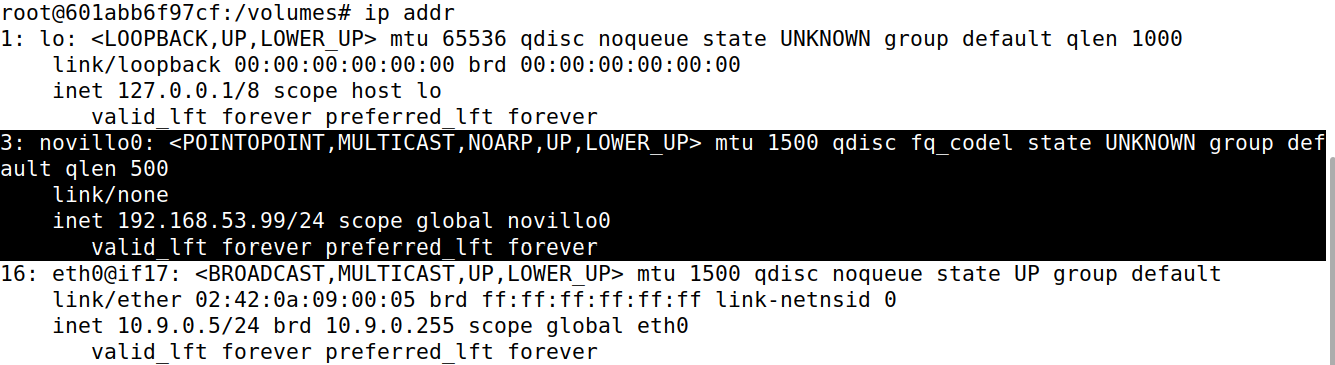 root@601abb6f97cf:/volumes# ip addr
1: lo: <LOOPBACK,UP,LOWER_UP> mtu 65536 qdisc noqueue state UNKNOWN group default qlen 1000
    link/loopback 00:00:00:00:00:00 brd 00:00:00:00:00:00
    inet 127.0.0.1/8 scope host lo
       valid_lft forever preferred_lft forever
3: novillo0: <POINTOPOINT,MULTICAST,NOARP,UP,LOWER_UP> mtu 1500 qdisc fq_codel state UNKNOWN group def
ault qlen 500
    link/none
    inet 192.168.53.99/24 scope global novillo0
       valid_lft forever preferred_lft forever
16: eth0@if17: <BROADCAST,MULTICAST,UP,LOWER_UP> mtu 1500 qdisc noqueue state UP group default
    link/ether 02:42:0a:09:00:05 brd ff:ff:ff:ff:ff:ff link-netnsid 0
    inet 10.9.0.5/24 brd 10.9.0.255 scope global eth0
       valid_lft forever preferred_lft forever